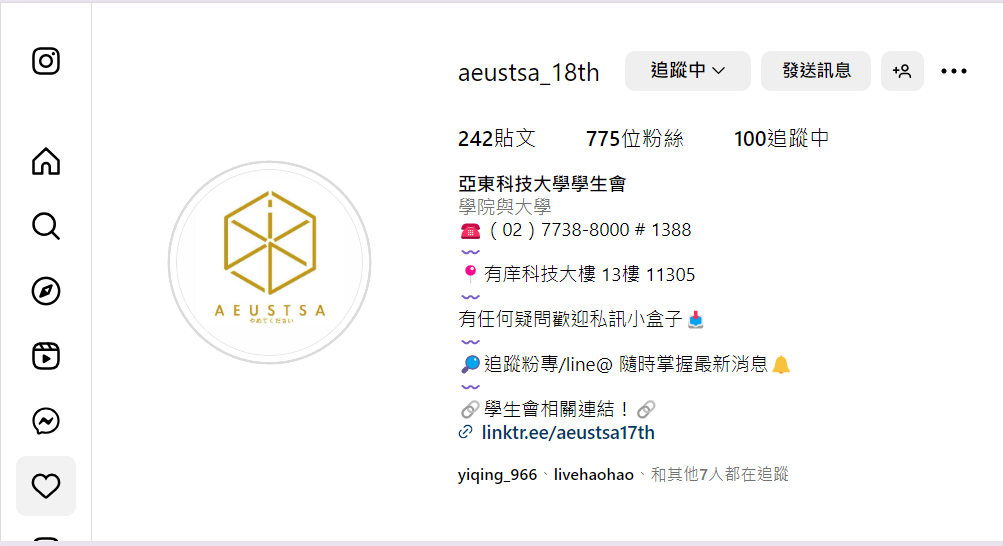 aeustsa_18th
追蹤中
發送訊息
242貼文
775位粉絲
100追蹤中
亞東科技大學學生會
學院與大學
☎️ ( 02 ) 7738-8000 # 1388
〰️
📍有庠科技大樓 13樓 11305
〰️
有任何疑問歡迎私訊小盒子📥
〰️
🔎追蹤粉專/line@ 隨時掌握最新消息🔔
〰️
🔗學生會相關連結！🔗
linktr.ee/aeustsa17th
yiqing_966、livehaohao、和其他7人都在追蹤
AEUSTSA
やめてください